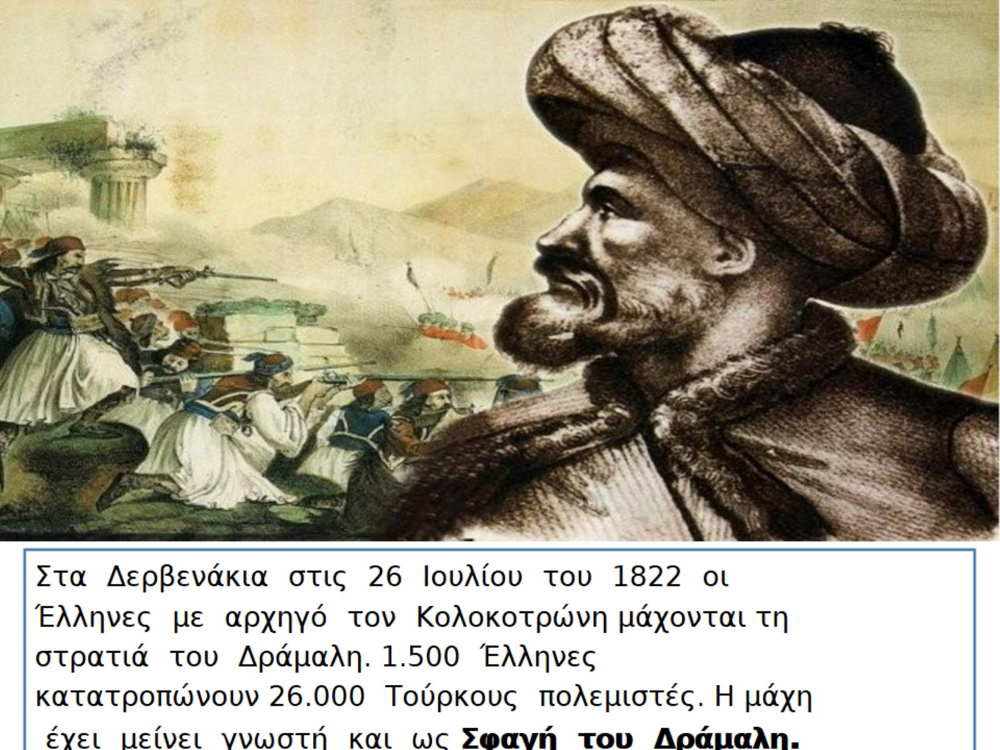 Στα Δερβενάκια στις 26 Ιουλίου του 1822 οι
Έλληνες με αρχηγό τον Κολοκοτρώνη μάχονται τη
στρατιά του Δράμαλη. 1.500 Έλληνες
κατατροπώνουν 26.000 Τούρκους πολεμιστές. Η μάχη
έχει μείνει γνωστή και ως Σφαγή του Δράμαλη.